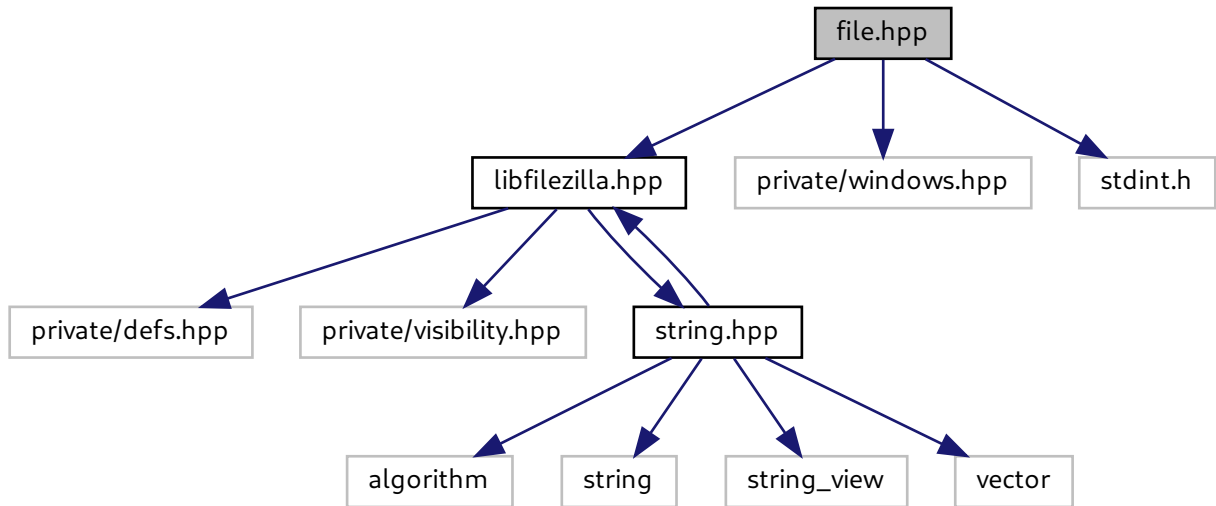 file.hpp
libfilezilla.hpp
private/windows.hpp
stdint.h
private/defs.hpp
private/visibility.hpp
string.hpp
algorithm
string
string_view
vector